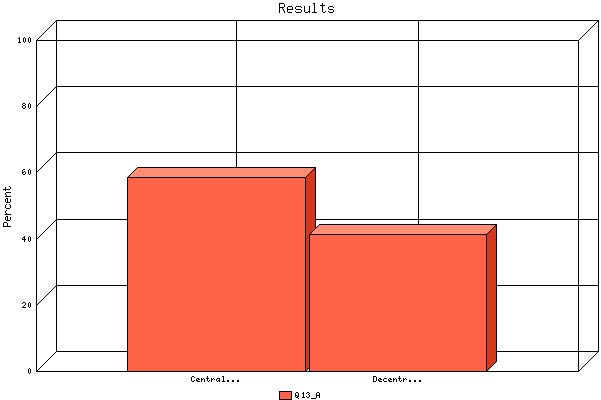 Results
100
80
60
40
20
0
Percent
Central...
Decentr...
Q13_A